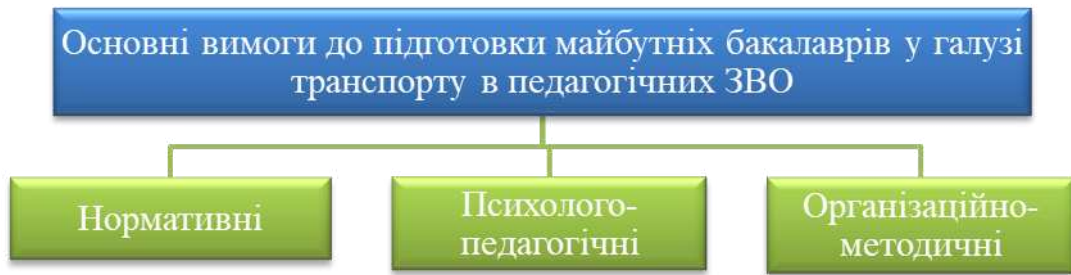 Основні вимоги до підготовки майбутніх бакалаврів у галузі
транспорту в педагогічних ЗВО
Нормативні
Психолого-
педагогічні
Організаційно-
методичні